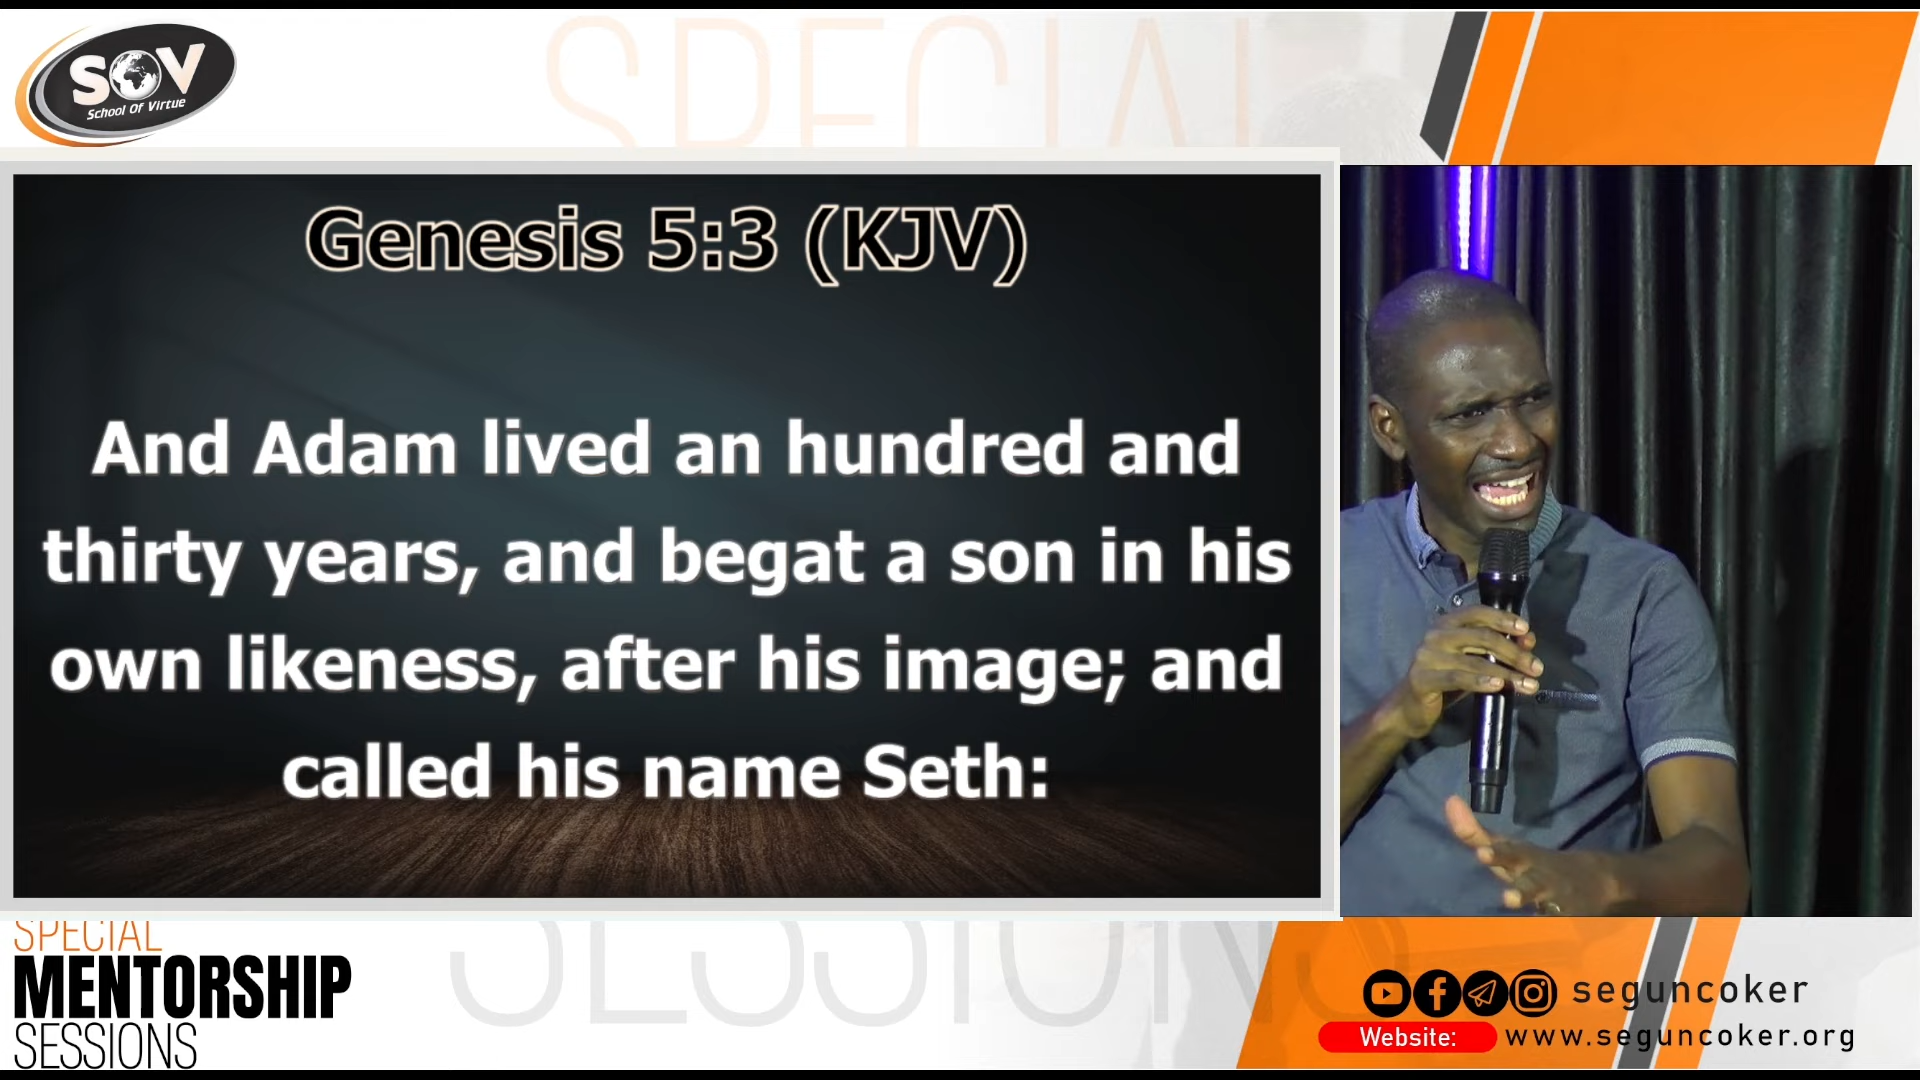 SOV
School Of Virtue
SPECIAL
Genesis 5:3 (KJV)
And Adam lived an hundred and
thirty years, and begat a son in his
own likeness, after his image; and
called his name Seth:
SPECIAL
MENTORSHIP
SESSIONS
SESSIONS
seguncoker
Website: www.seguncoker.org